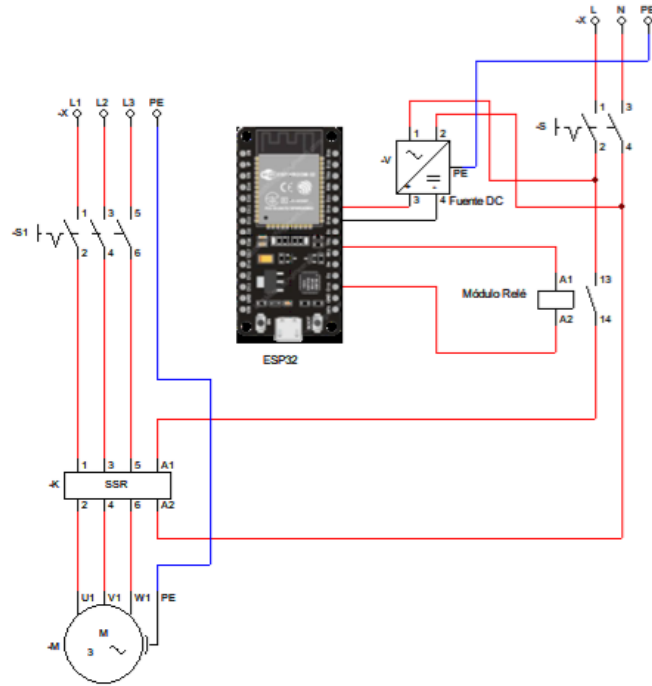 L N PE
-X
L1 L2 L3 PE
-X
1 3
-S
2 4
1 2
-V
PE
+ -
3 4 Fuente DC
1 3 5
-S1
2 4 6
A1 13
Módulo Relé
A2 14
ESP32
1 3 5 A1
-K SSR
2 4 6 A2
U1 V1 W1 PE
M
-M
3